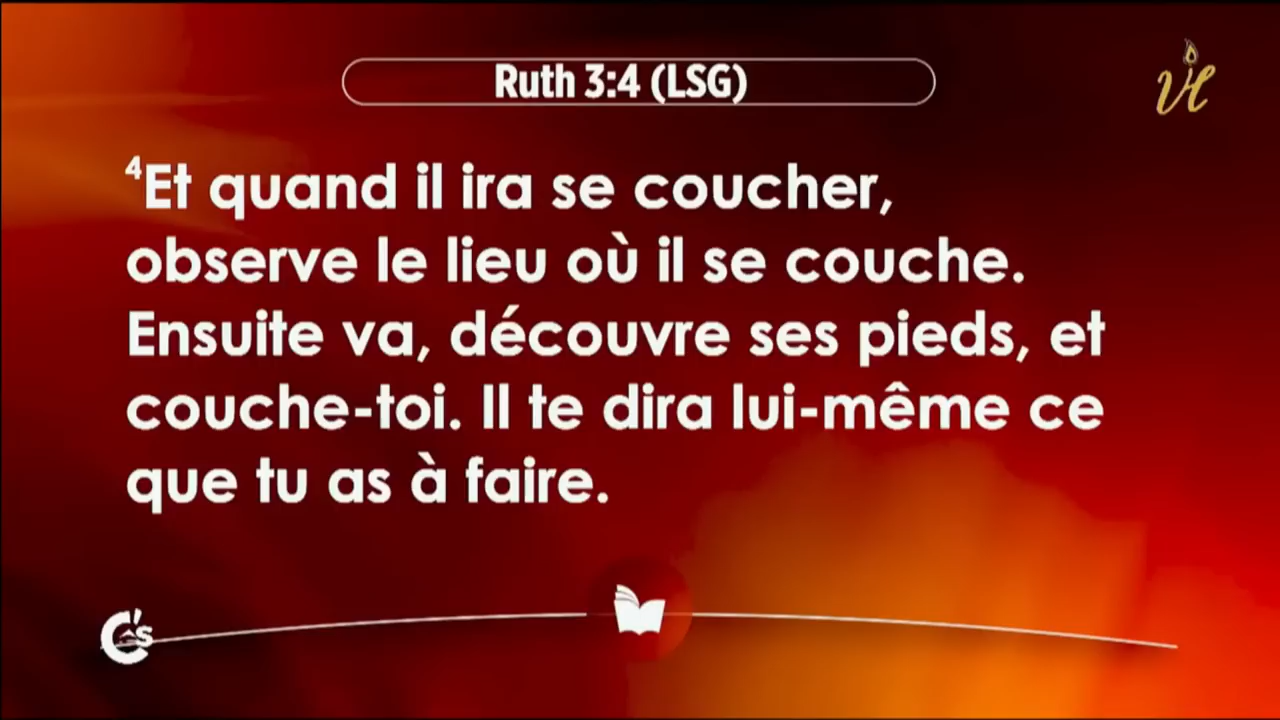 Ruth 3:4 (LSG)
⁴Et quand il ira se coucher,
observe le lieu où il se couche.
Ensuite va, découvre ses pieds, et
couche-toi. Il te dira lui-même ce
que tu as à faire.